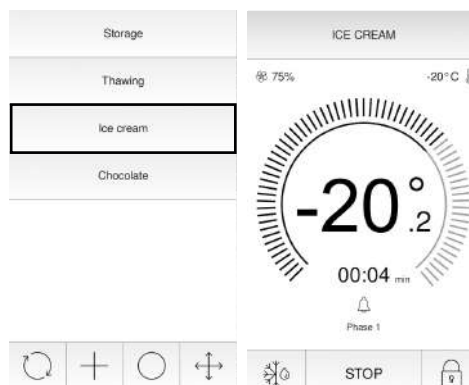 Storage
Thawing
Ice cream
Chocolate
ICE CREAM
75%
-20°C
-20°.2
00:04 min
Phase 1
STOP